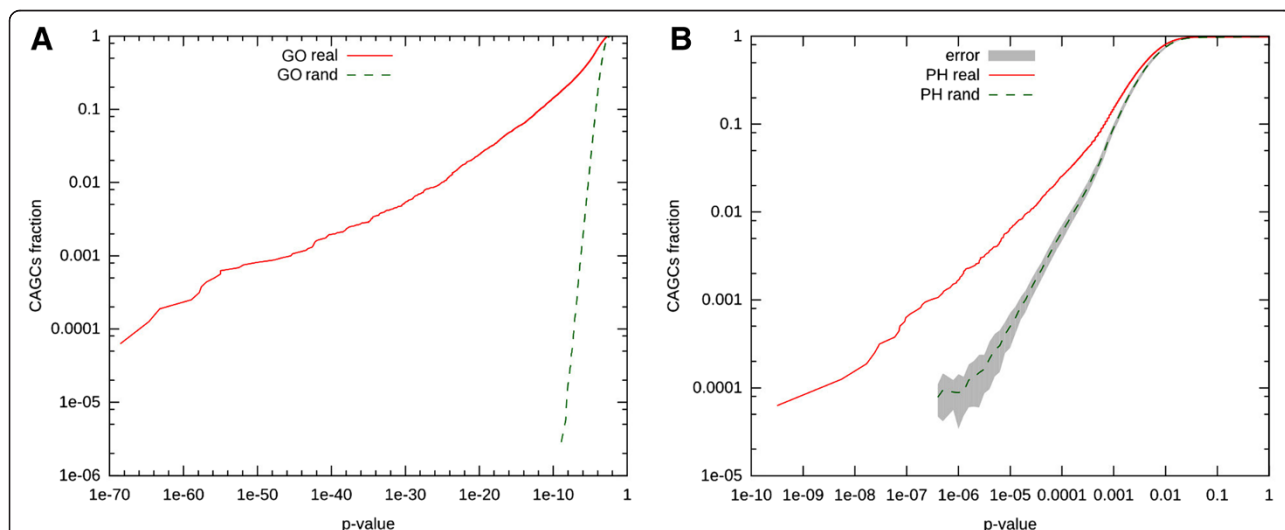 A
GO real
GO rand
1
0.1
0.01
0.001
0.0001
1e-05
1e-06
CAGCs fraction
1e-70 1e-60 1e-50 1e-40 1e-30 1e-20 1e-10 1
p-value
B
error
PH real
PH rand
1
0.1
0.01
0.001
0.0001
1e-05
CAGCs fraction
1e-10 1e-09 1e-08 1e-07 1e-06 1e-05 0.0001 0.001 0.01 0.1 1
p-value